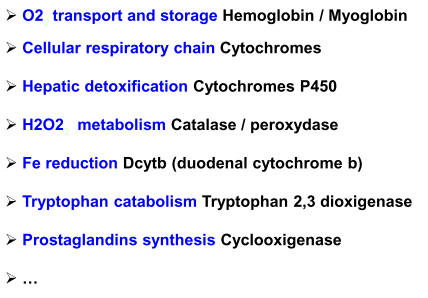 ➢ O2 transport and storage Hemoglobin / Myoglobin
➢ Cellular respiratory chain Cytochromes
➢ Hepatic detoxification Cytochromes P450
➢ H2O2 metabolism Catalase / peroxydase
➢ Fe reduction Dcytb (duodenal cytochrome b)
➢ Tryptophan catabolism Tryptophan 2,3 dioxigenase
➢ Prostaglandins synthesis Cyclooxigenase
➢ …